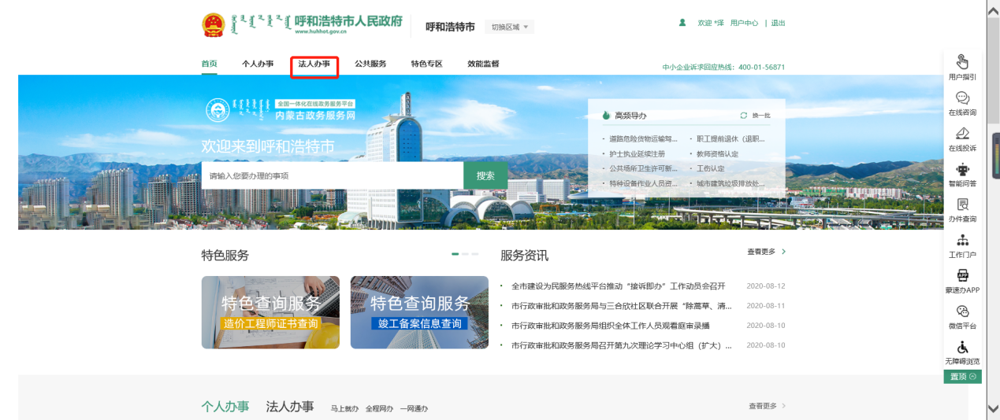 呼和浩特市人民政府
www.huhhot.gov.cn
呼和浩特市
切换区域
欢迎 *泽 用户中心 | 退出
首页 个人办事 法人办事 公共服务 特色专区 效能监督
中小企业诉求回应热线：400-01-56871
全国一体化在线政务服务平台
内蒙古政务服务网
欢迎来到呼和浩特市
请输入您要办理的事项
搜索
高频导办 换一批
· 道路危险货物运输驾... · 职工提前退休（退职...
· 护士执业延续注册 · 教师资格认定
· 公共场所卫生许可新... · 工伤认定
· 特种设备作业人员资... · 城市建筑垃圾排放处...
特色服务
特色查询服务
造价工程师证书查询
特色查询服务
竣工备案信息查询
服务资讯 查看更多 >
· 全市建设为民服务热线平台推动“接诉即办”工作动员会召开 2020-08-12
· 市行政审批和政务服务局与三合欣社区联合开展“除蒿草、清... 2020-08-11
· 市行政审批和政务服务局组织全体工作人员观看庭审录播 2020-08-10
· 市行政审批和政务服务局召开第九次理论学习中心组（扩大）... 2020-08-10
个人办事 法人办事 马上就办 全程网办 一网通办
查看更多 >
用户指引
在线咨询
在线投诉
智能问答
办件查询
工作门户
APP
蒙速办APP
微信平台
无障碍浏览
置顶